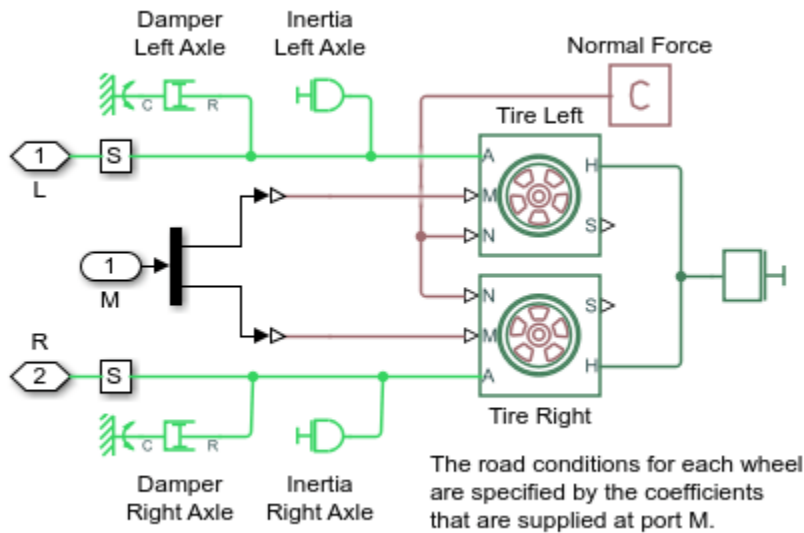 Damper
Left Axle
Inertia
Left Axle
Normal Force
C
C
R
Tire Left
1
S
A
H
L
M
S
N
1
M
N
S
M
R
H
2
S
A
Tire Right
C
R
Damper
Right Axle
Inertia
Right Axle
The road conditions for each wheel
are specified by the coefficients
that are supplied at port M.